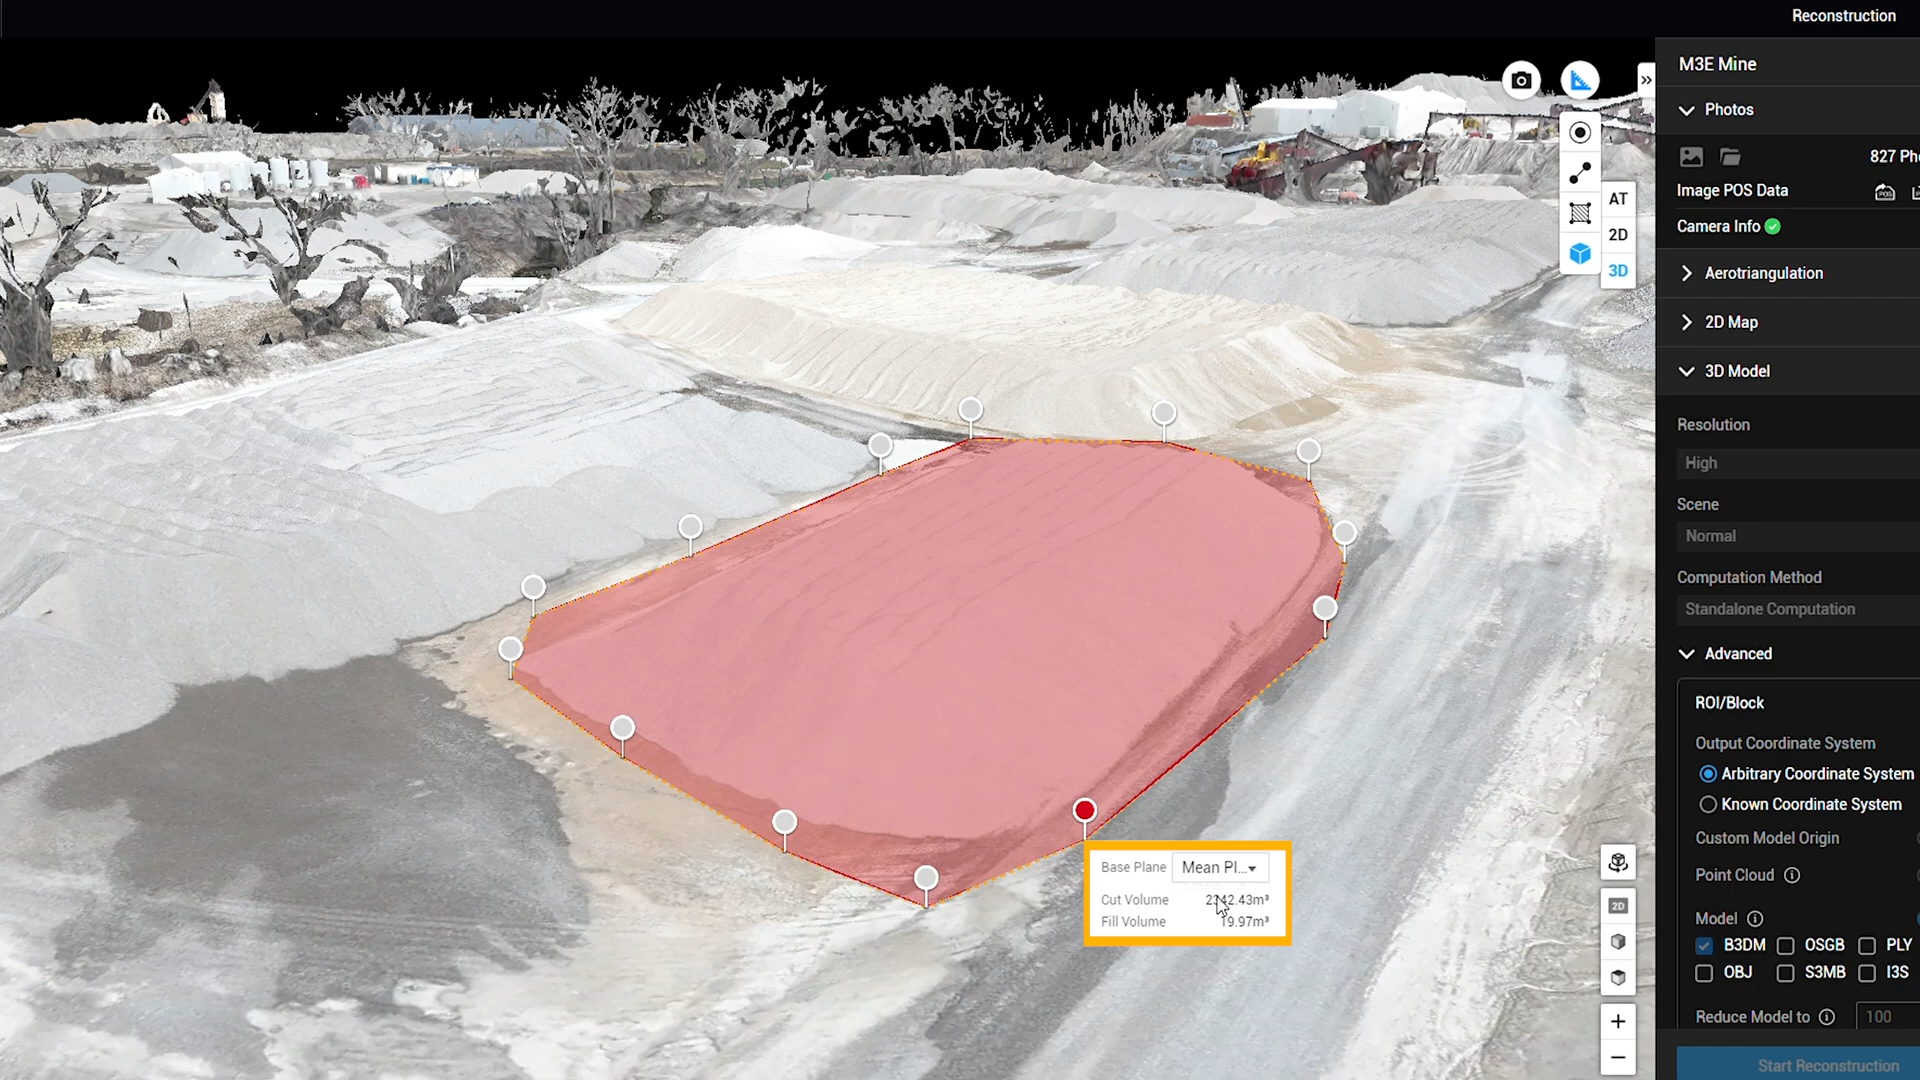 Reconstruction
M3E Mine
Photos
827 Pho
Image POS Data
Camera Info
Aerotriangulation
2D Map
3D Model
Resolution
High
Scene
Normal
Computation Method
Standalone Computation
Advanced
ROI/Block
Output Coordinate System
Arbitrary Coordinate System
Known Coordinate System
Custom Model Origin
Point Cloud
Model
B3DM OSGB PLY
OBJ S3MB I3S
Reduce Model to 100
Start Reconstruction
AT
2D
3D
2D
Base Plane Mean Pl...
Cut Volume
Fill Volume 19.97m³